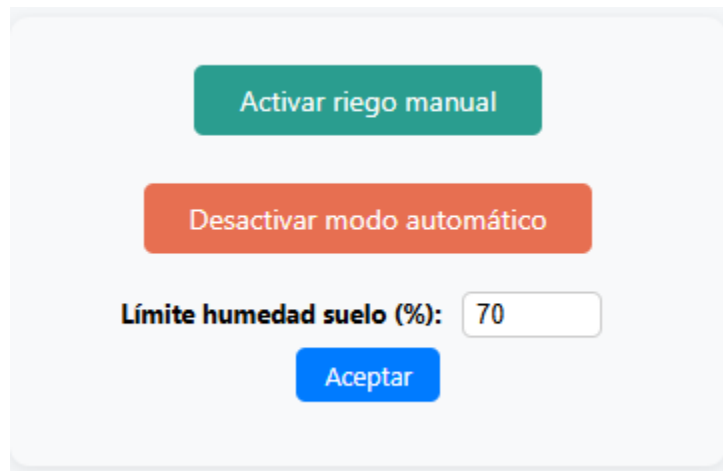 Activar riego manual
Desactivar modo automático
Límite humedad suelo (%): 70
Aceptar